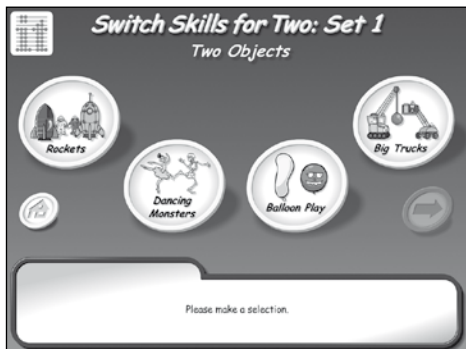 Switch Skills for Two: Set 1
Two Objects
Rockets
Big Trucks
Dancing
Monsters
Balloon Play
Please make a selection.